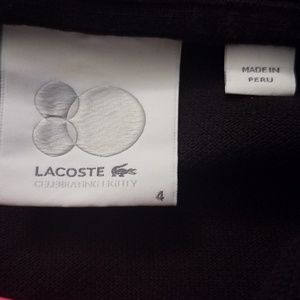 LACOSTE
CELEBRATING EIGHTY
4
MADE IN
PERU